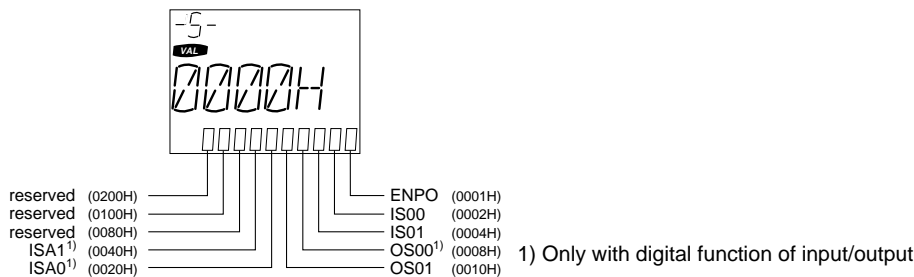 -5-
VAL
0000H
reserved (0200H)
reserved (0100H)
reserved (0080H)
ISA1¹⁾ (0040H)
ISA0¹⁾ (0020H)
ENPO (0001H)
IS00 (0002H)
IS01 (0004H)
OS00¹⁾ (0008H)
OS01 (0010H)
1) Only with digital function of input/output